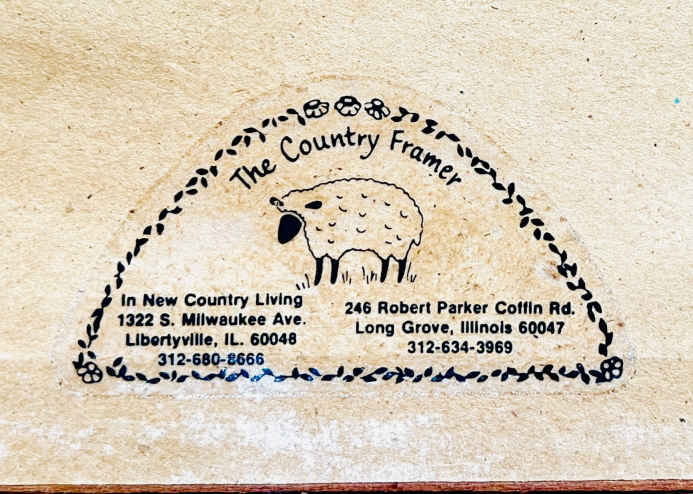 The Country Framer
In New Country Living
1322 S. Milwaukee Ave.
Libertyville, IL. 60048
312-680-8666
246 Robert Parker Coffin Rd.
Long Grove, Illinois 60047
312-634-3969